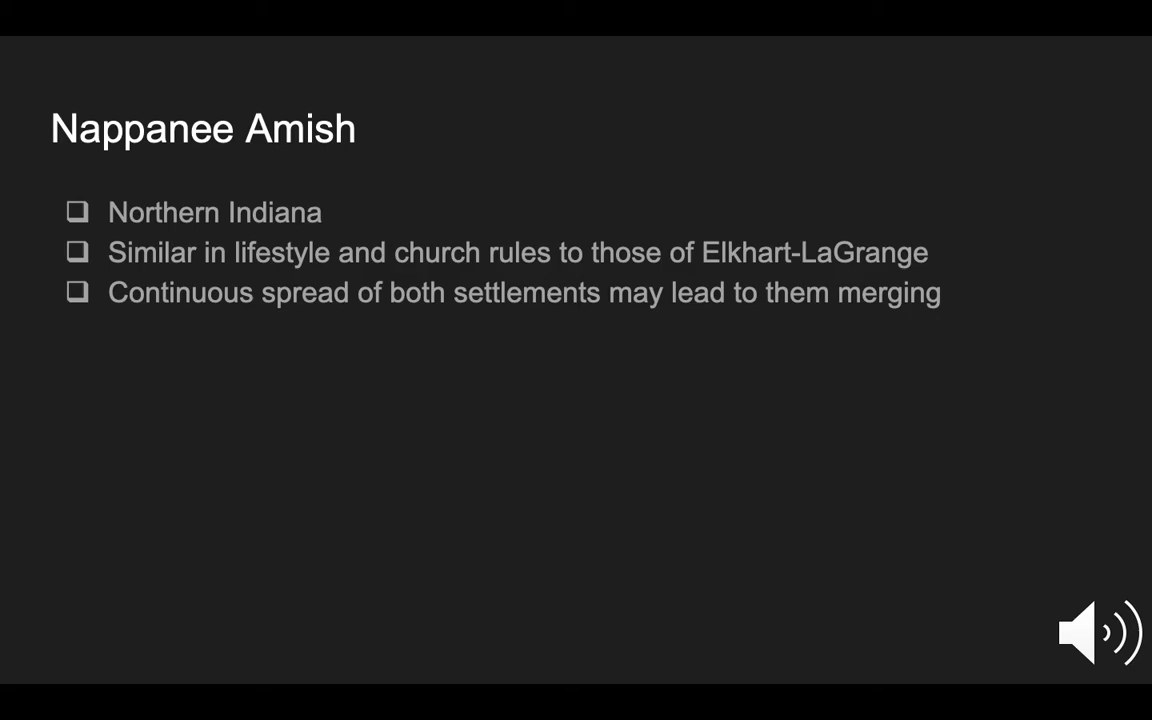 Nappanee Amish
❑ Northern Indiana
❑ Similar in lifestyle and church rules to those of Elkhart-LaGrange
❑ Continuous spread of both settlements may lead to them merging